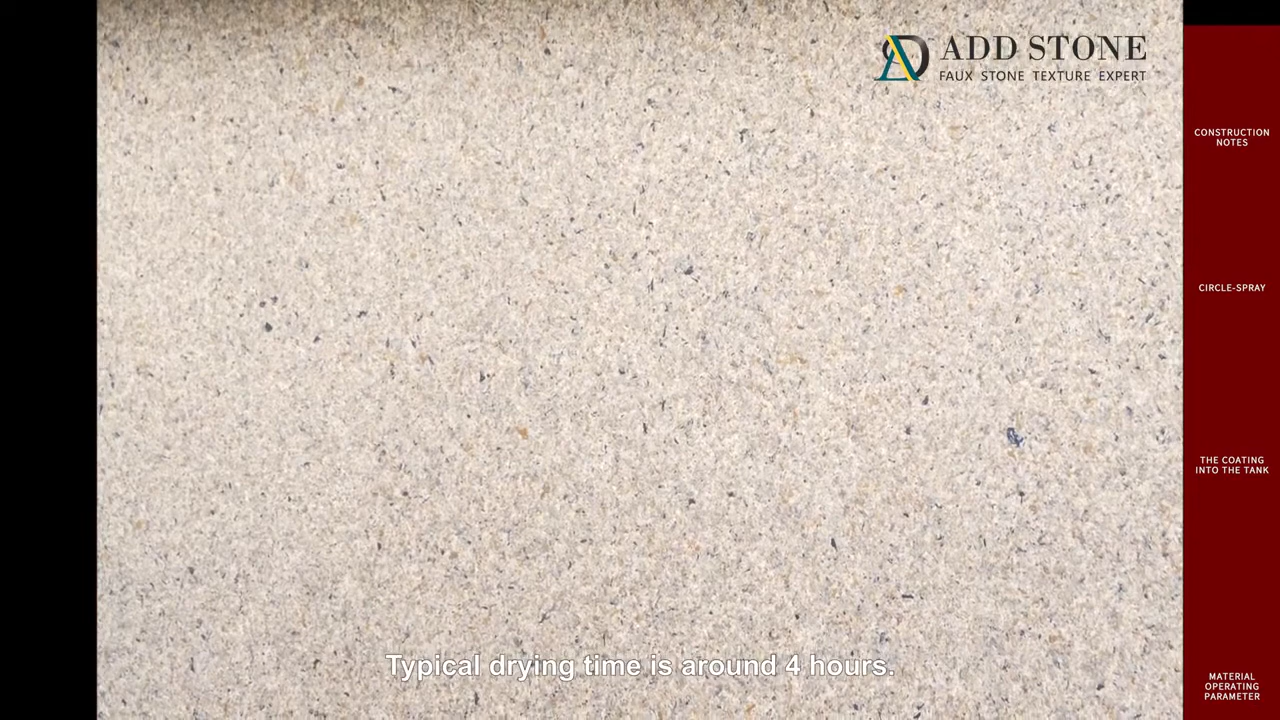 ADD STONE
FAUX STONE TEXTURE EXPERT
CONSTRUCTION
NOTES
CIRCLE-SPRAY
THE COATING
INTO THE TANK
MATERIAL
OPERATING
PARAMETER
Typical drying time is around 4 hours.